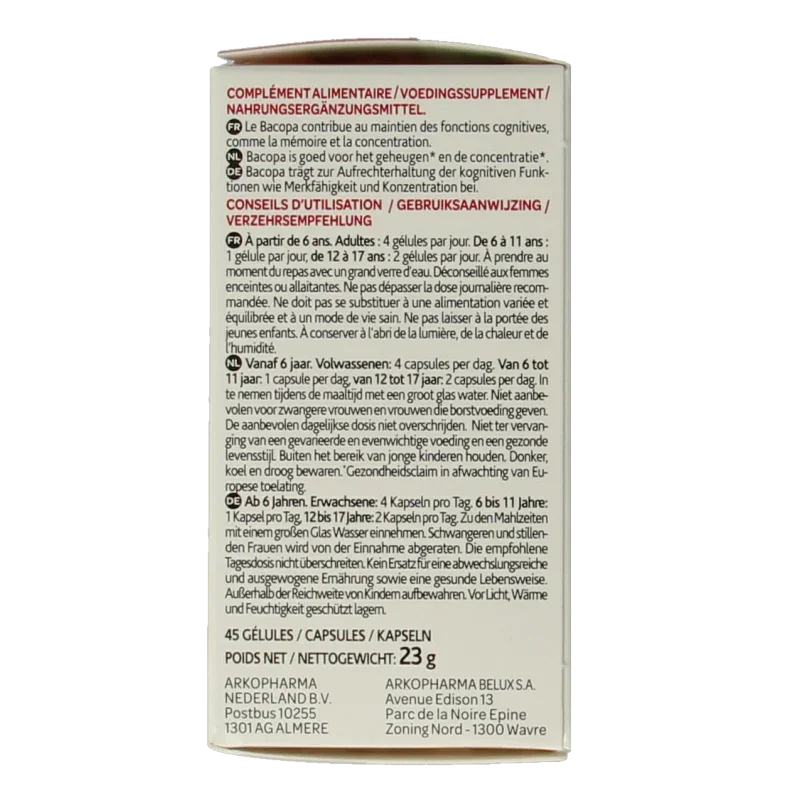 COMPLÉMENT ALIMENTAIRE/VOEDINGSSUPPLEMENT/
NAHRUNGSERGÄNZUNGSMITTEL.
FR Le Bacopa contribue au maintien des fonctions cognitives,
comme la mémoire et la concentration.
NL Bacopa is goed voor het geheugen* en de concentratie*.
DE Bacopa trägt zur Aufrechterhaltung der kognitiven Funk-
tionen wie Merkfähigkeit und Konzentration bei.
CONSEILS D'UTILISATION / GEBRUIKSAANWIJZING /
VERZEHRSEMPFEHLUNG
FR À partir de 6 ans. Adultes : 4 gélules par jour. De 6 à 11 ans :
1 gélule par jour, de 12 à 17 ans : 2 gélules par jour. À prendre au
moment du repas avec un grand verre d'eau. Déconseillé aux femmes
enceintes ou allaitantes. Ne pas dépasser la dose journalière recom-
mandée. Ne doit pas se substituer à une alimentation variée et
équilibrée et à un mode de vie sain. Ne pas laisser à la portée des
jeunes enfants. À conserver à l'abri de la lumière, de la chaleur et de
l'humidité.
NL Vanaf 6 jaar. Volwassenen: 4 capsules per dag. Van 6 tot
11 jaar: 1 capsule per dag, van 12 tot 17 jaar: 2 capsules per dag. In
te nemen tijdens de maaltijd met een groot glas water. Niet aanbe-
volen voor zwangere vrouwen en vrouwen die borstvoeding geven.
De aanbevolen dagelijkse dosis niet overschrijden. Niet ter vervan-
ging van een gevarieerde en evenwichtige voeding en een gezonde
levensstijl. Buiten het bereik van jonge kinderen houden. Donker,
koel en droog bewaren.*Gezondheidsclaim in afwachting van Eu-
ropese toelating.
DE Ab 6 Jahren. Erwachsene: 4 Kapseln pro Tag. 6 bis 11 Jahre:
1 Kapsel pro Tag, 12 bis 17 Jahre: 2 Kapseln pro Tag. Zu den Mahlzeiten
mit einem großen Glas Wasser einnehmen. Schwangeren und stillen-
den Frauen wird von der Einnahme abgeraten. Die empfohlene
Tagesdosis nicht überschreiten. Kein Ersatz für eine abwechslungsreiche
und ausgewogene Ernährung sowie eine gesunde Lebensweise.
Außerhalb der Reichweite von Kindern aufbewahren. Vor Licht, Wärme
und Feuchtigkeit geschützt lagern.
45 GÉLULES / CAPSULES / KAPSELN
POIDS NET / NETTOGEWICHT: 23 g
ARKOPHARMA
NEDERLAND B.V.
Postbus 10255
1301 AG ALMERE
ARKOPHARMA BELUX S.A.
Avenue Edison 13
Parc de la Noire Epine
Zoning Nord - 1300 Wavre